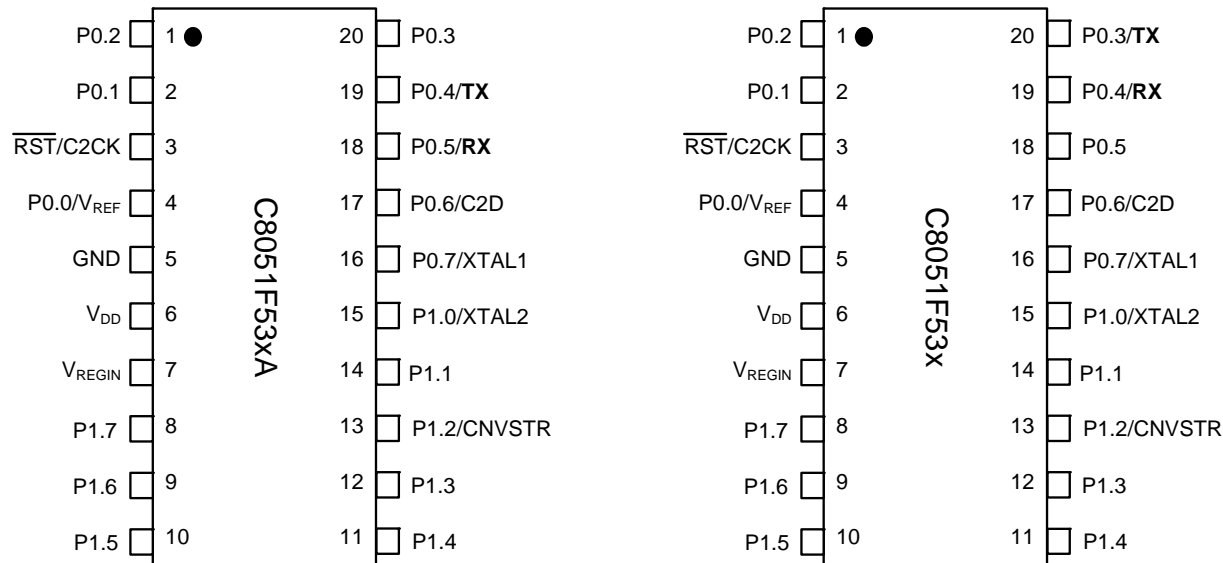 P0.2 1 20 P0.3
P0.1 2 19 P0.4/TX
RST/C2CK 3 18 P0.5/RX
P0.0/VREF 4 17 P0.6/C2D
GND 5 16 P0.7/XTAL1
VDD 6 15 P1.0/XTAL2
VREGIN 7 14 P1.1
P1.7 8 13 P1.2/CNVSTR
P1.6 9 12 P1.3
P1.5 10 11 P1.4
C8051F53xA
P0.2 1 20 P0.3/TX
P0.1 2 19 P0.4/RX
RST/C2CK 3 18 P0.5
P0.0/VREF 4 17 P0.6/C2D
GND 5 16 P0.7/XTAL1
VDD 6 15 P1.0/XTAL2
VREGIN 7 14 P1.1
P1.7 8 13 P1.2/CNVSTR
P1.6 9 12 P1.3
P1.5 10 11 P1.4
C8051F53x